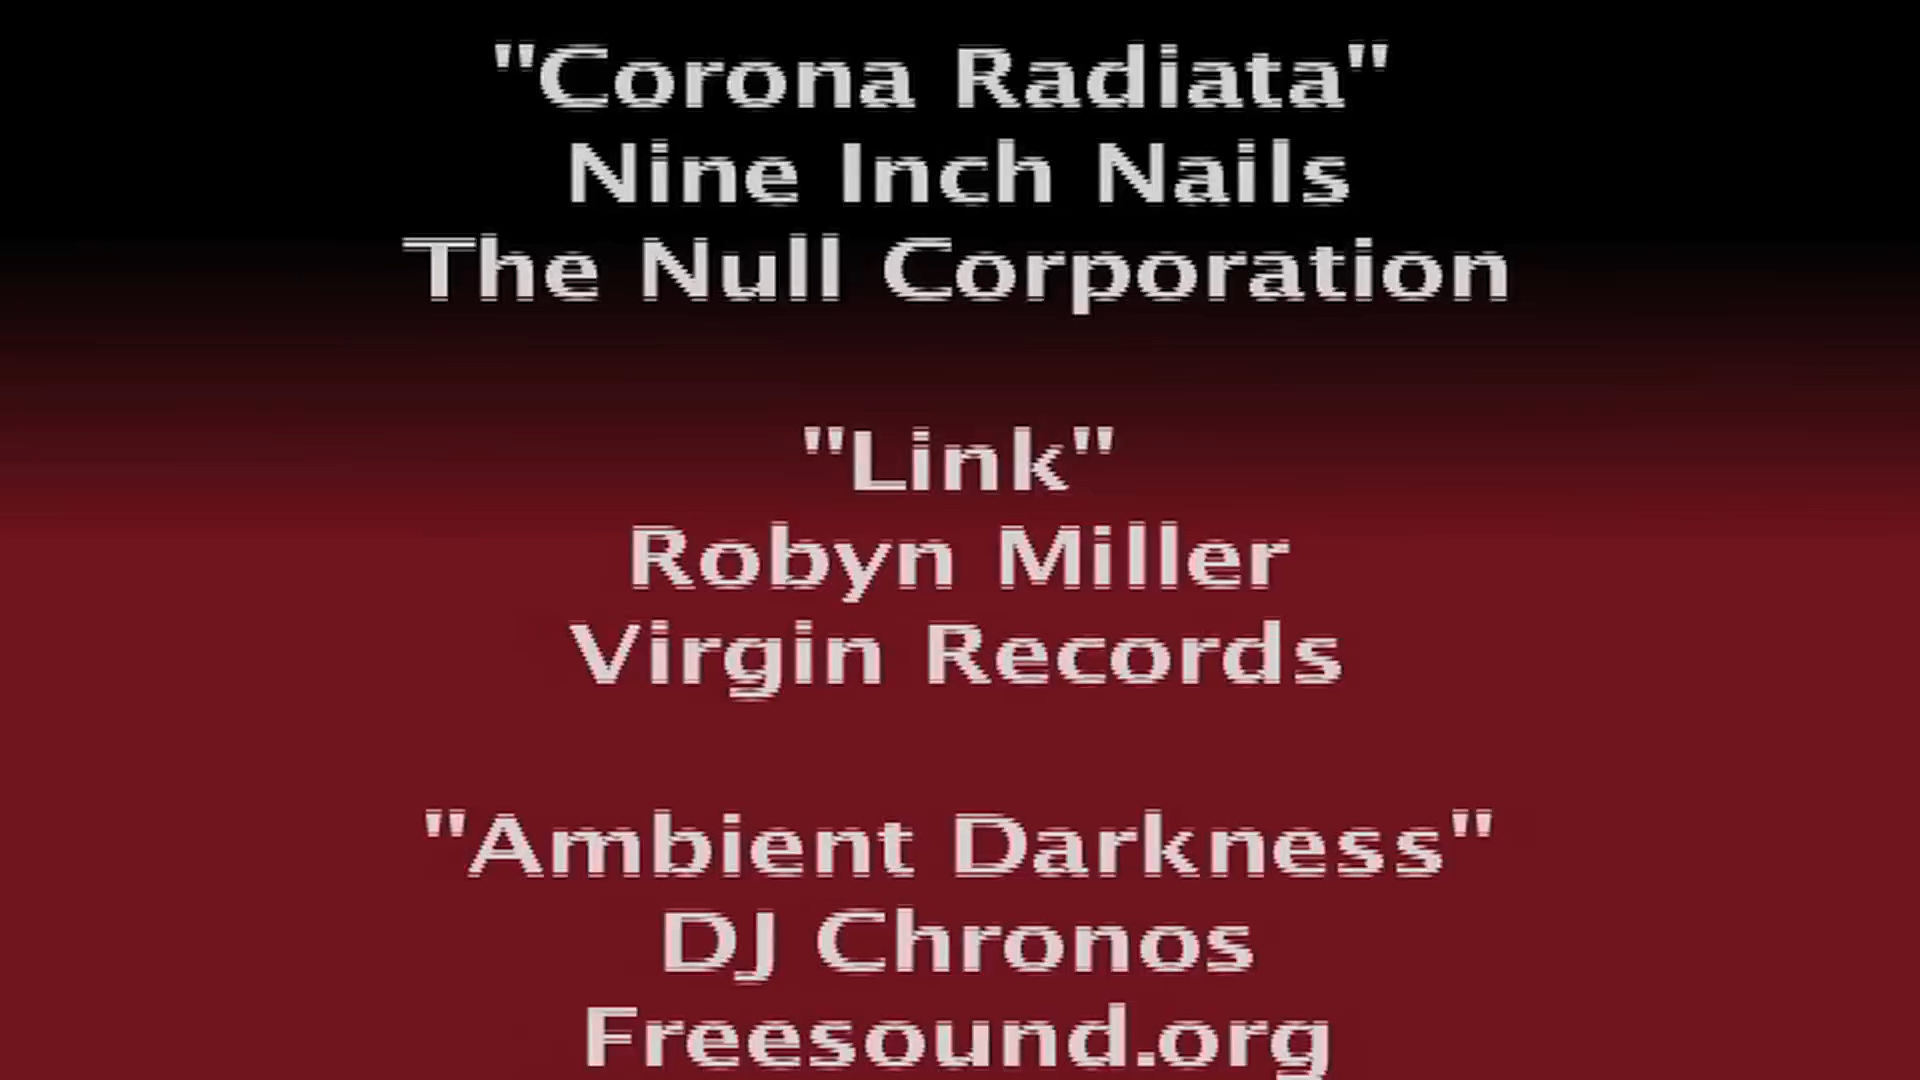 "Corona Radiata"
Nine Inch Nails
The Null Corporation
"Link"
Robyn Miller
Virgin Records
"Ambient Darkness"
DJ Chronos
Freesound.org